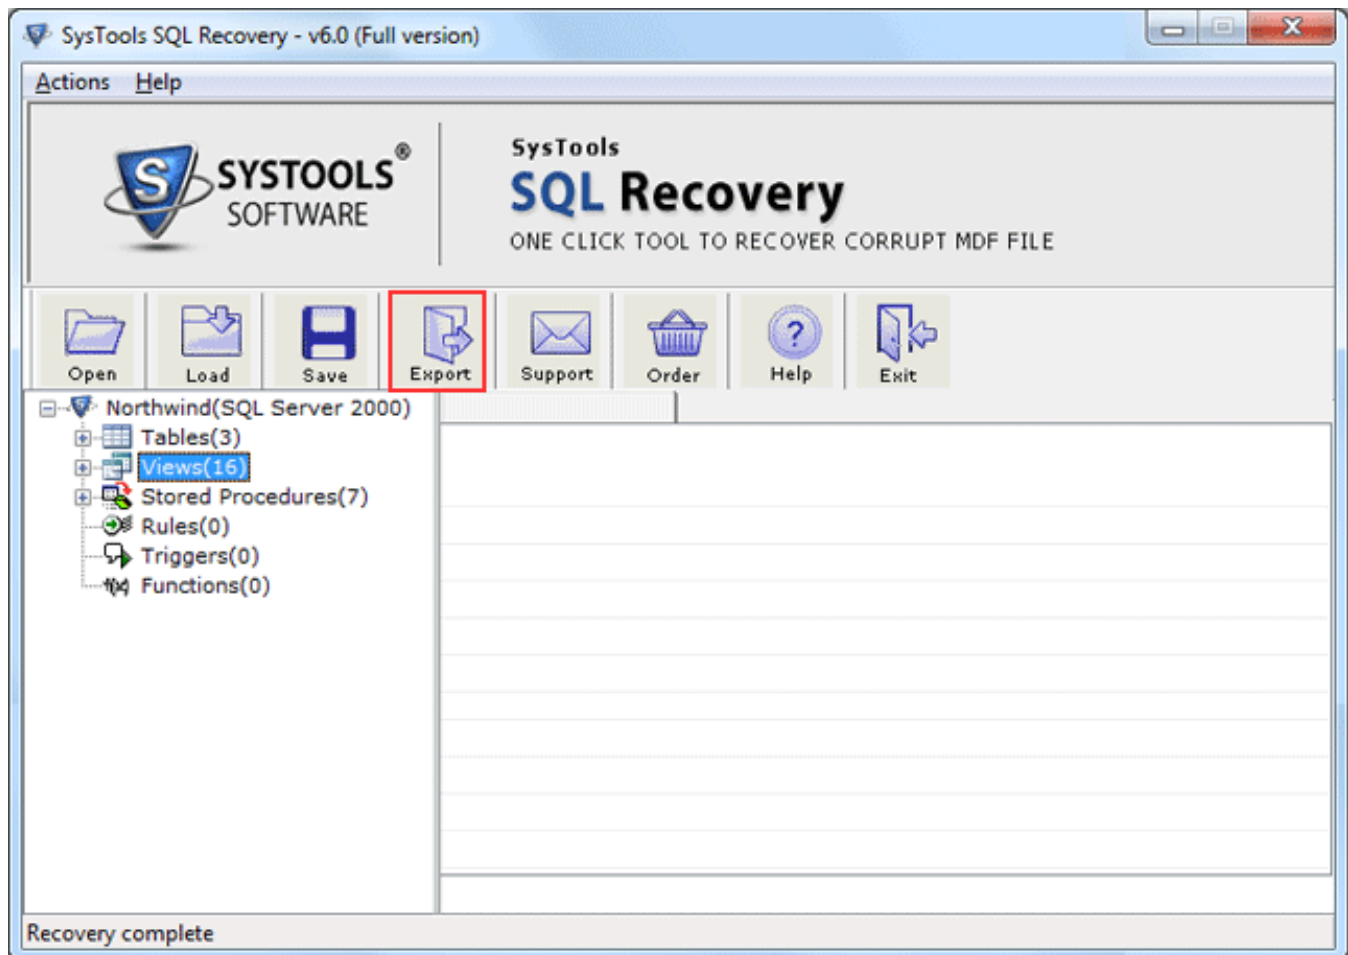 SysTools SQL Recovery - v6.0 (Full version)
Actions Help
SYSTOOLS®
SOFTWARE
SysTools
SQL Recovery
ONE CLICK TOOL TO RECOVER CORRUPT MDF FILE
Open Load Save Export Support Order Help Exit
Northwind(SQL Server 2000)
Tables(3)
Views(16)
Stored Procedures(7)
Rules(0)
Triggers(0)
Functions(0)
Recovery complete